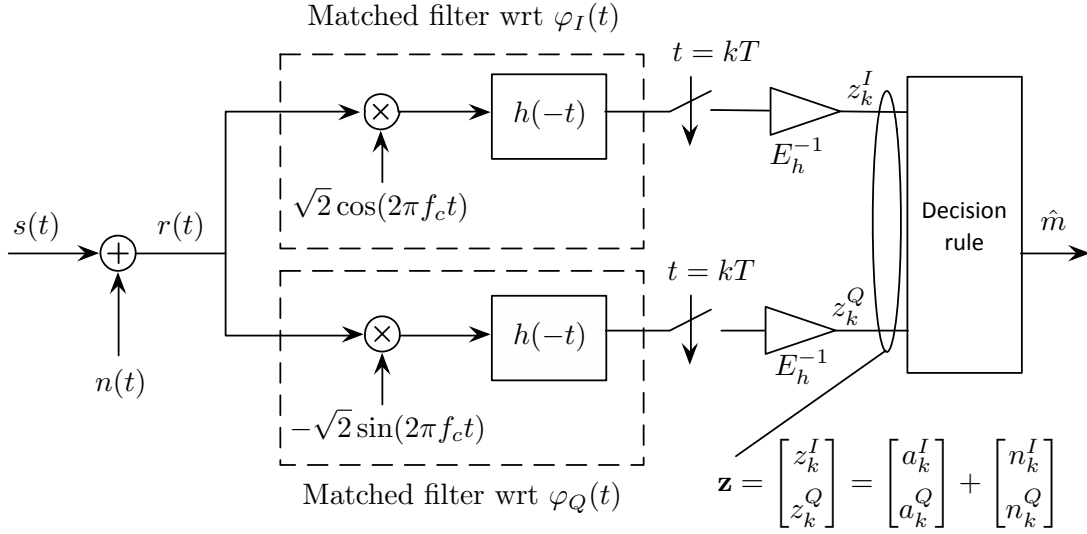 Matched filter wrt φ_I(t)
t = kT
z_k^I
h(−t)
E_h^{−1}
√2 cos(2πf_c t)
s(t)
r(t)
n(t)
Decision
rule
m̂
t = kT
z_k^Q
h(−t)
E_h^{−1}
−√2 sin(2πf_c t)
Matched filter wrt φ_Q(t)
𝐳 = [z_k^I z_k^Q] = [a_k^I a_k^Q] + [n_k^I n_k^Q]